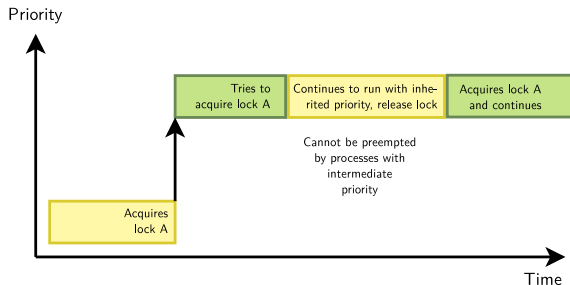 Priority
Tries to
acquire lock A
Continues to run with inhe-
rited priority, release lock
Acquires lock A
and continues
Cannot be preempted
by processes with
intermediate
priority
Acquires
lock A
Time